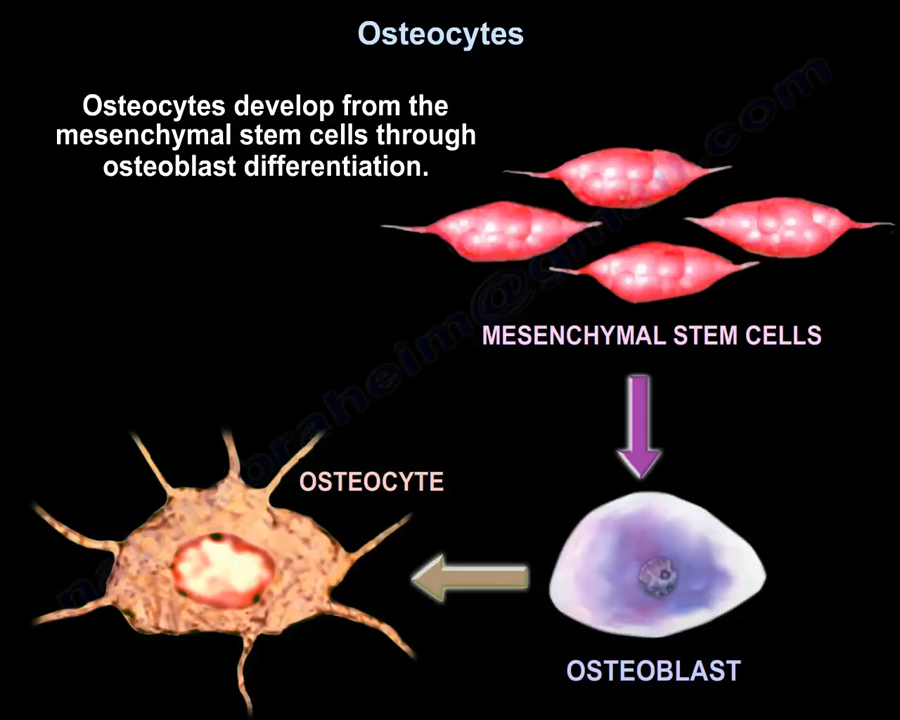 Osteocytes
Osteocytes develop from the
mesenchymal stem cells through
osteoblast differentiation.
MESENCHYMAL STEM CELLS
OSTEOCYTE
OSTEOBLAST